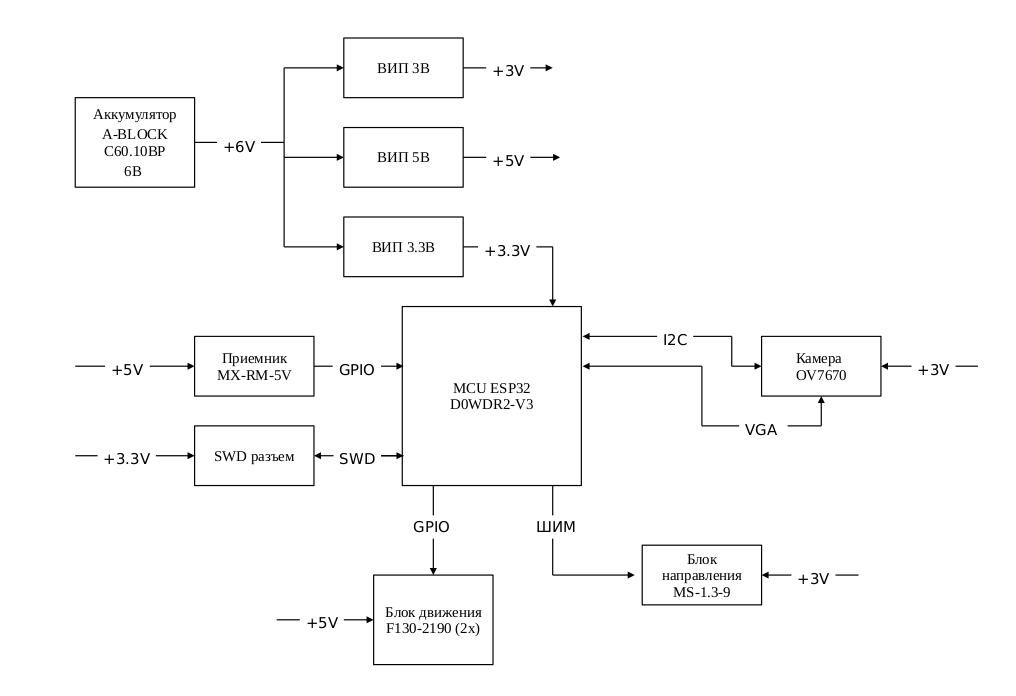 ВИП 3В
+3V
Аккумулятор
A-BLOCK
C60.10BP
6В
+6V
ВИП 5В
+5V
ВИП 3.3В
+3.3V
I2C
+5V
Приемник
MX-RM-5V
GPIO
MCU ESP32
D0WDR2-V3
Камера
OV7670
+3V
VGA
+3.3V
SWD разъем
SWD
GPIO
ШИМ
Блок
направления
MS-1.3-9
+3V
+5V
Блок движения
F130-2190 (2x)